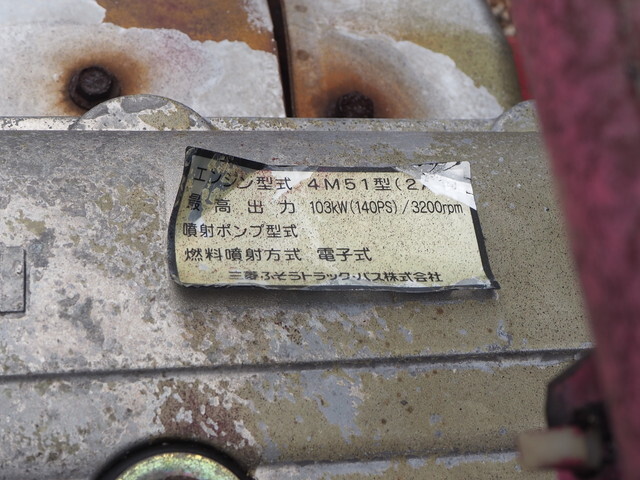 エンジン型式 4M51型(2
最高出力 103kW(140PS)/3200rpm
噴射ポンプ型式
燃料噴射方式 電子式
三菱ふそうトラック・バス株式会社